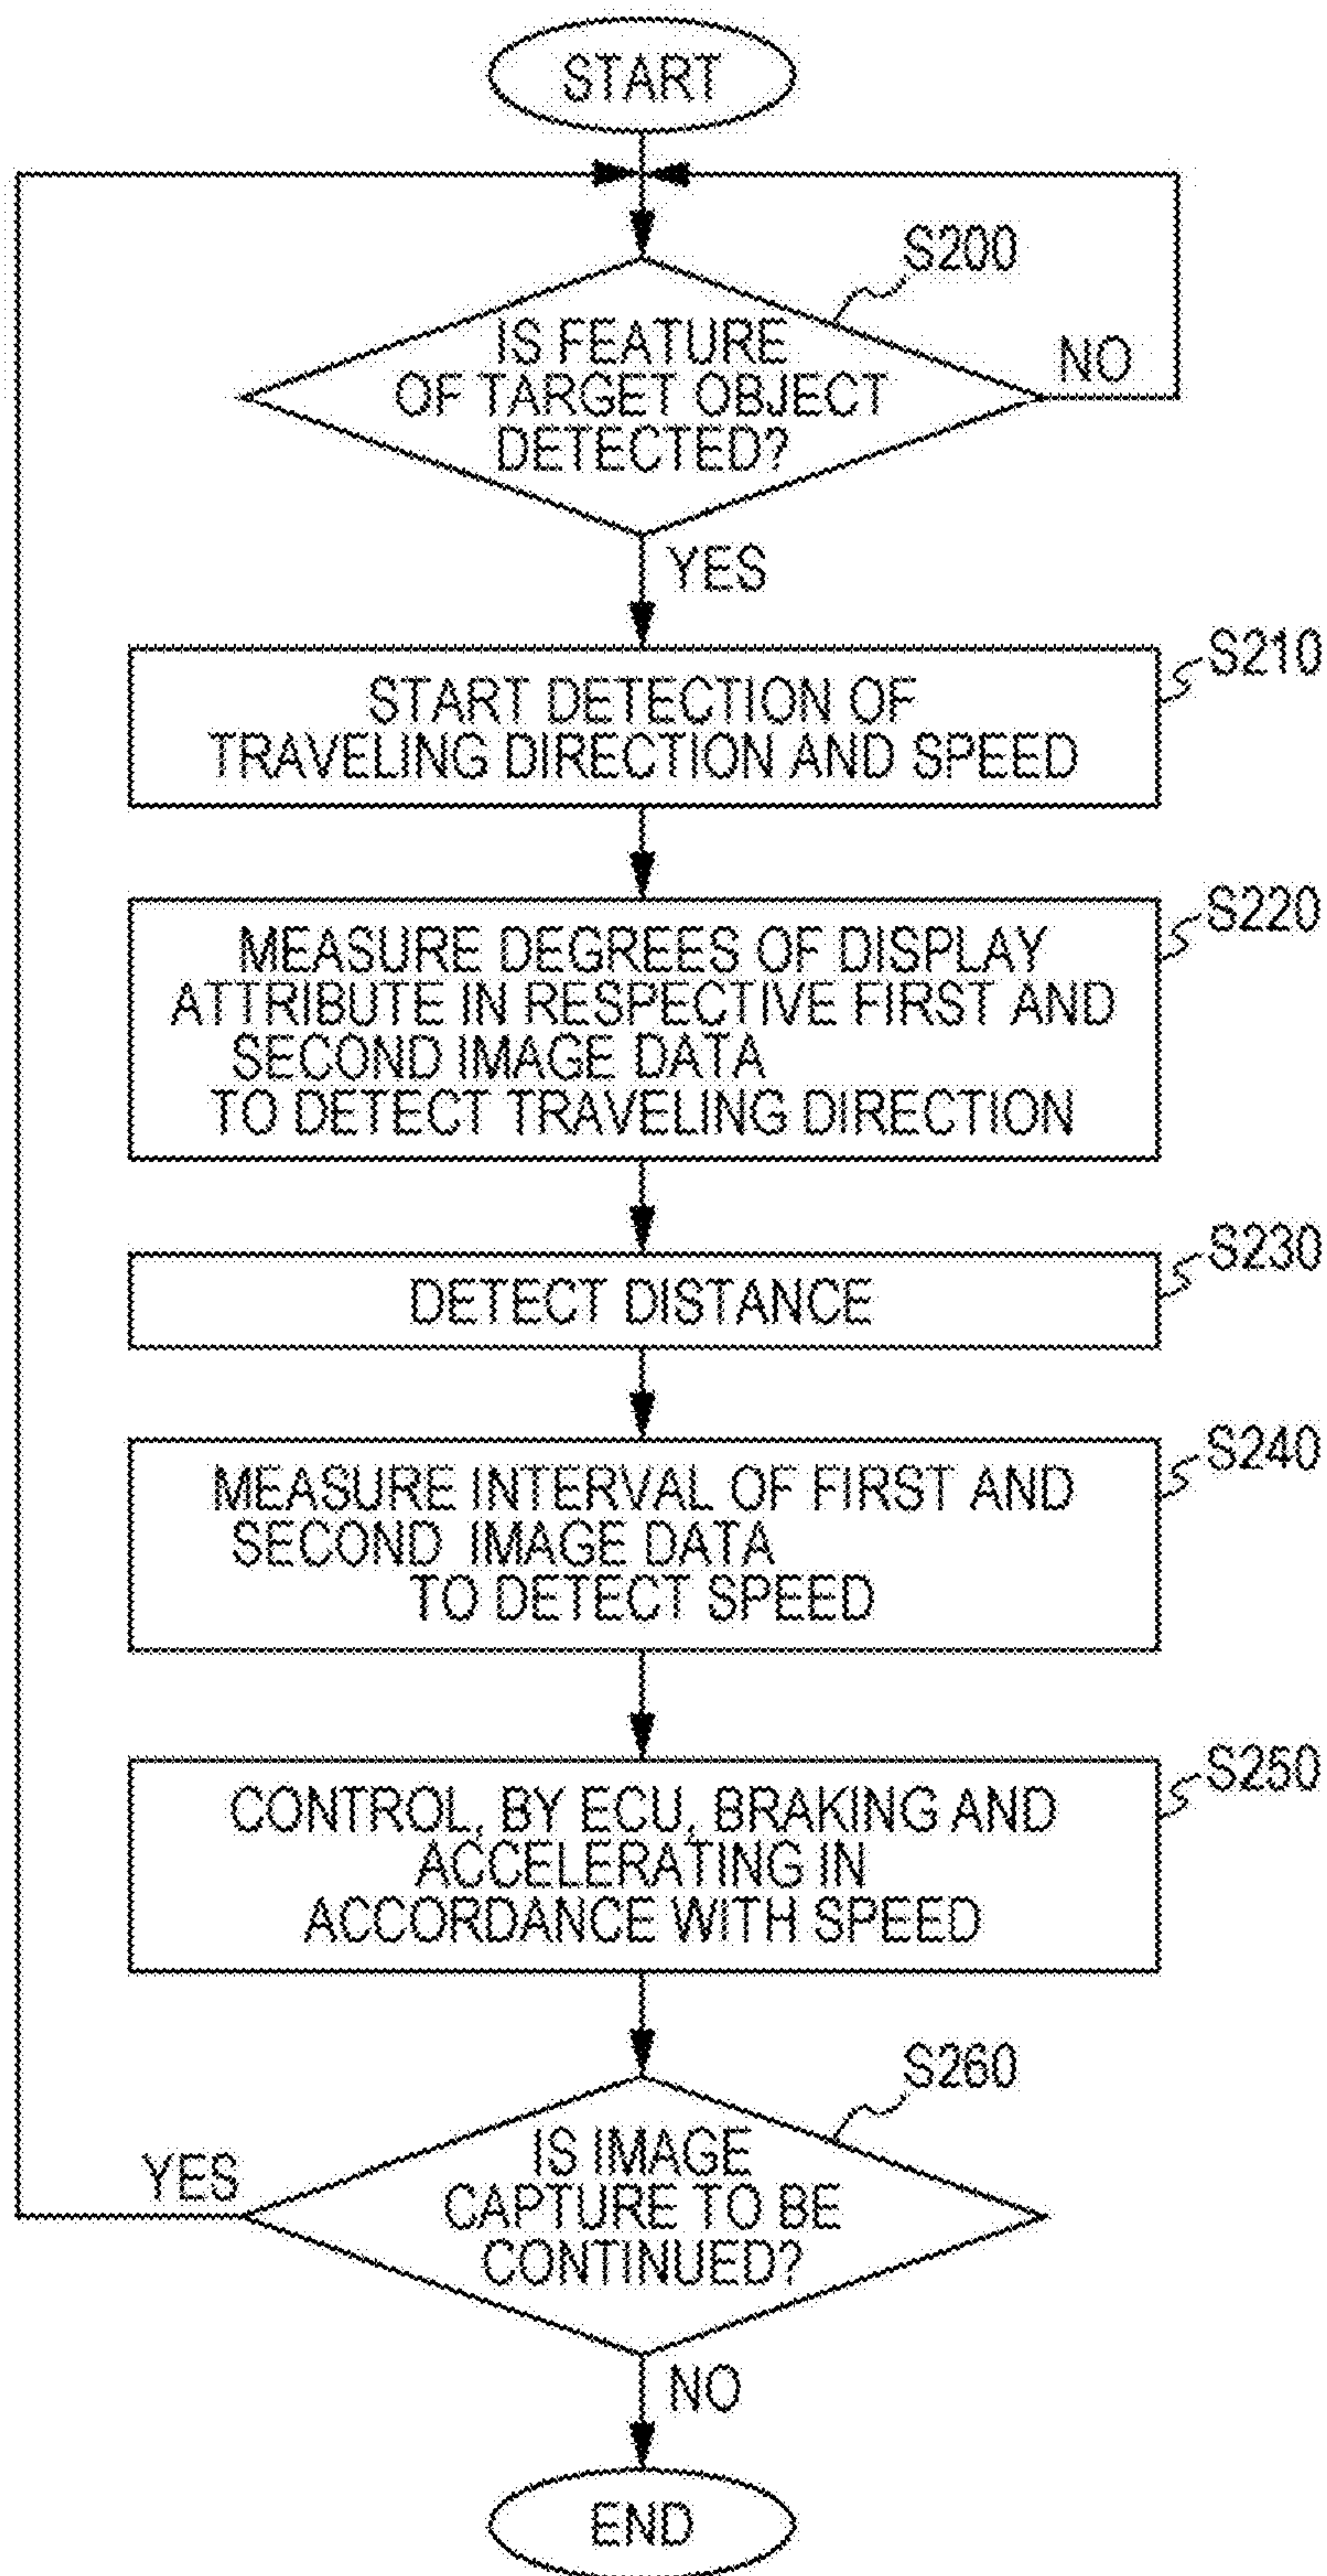 START
S200
IS FEATURE
OF TARGET OBJECT
DETECTED?
NO
YES
S210
START DETECTION OF
TRAVELING DIRECTION AND SPEED
S220
MEASURE DEGREES OF DISPLAY
ATTRIBUTE IN RESPECTIVE FIRST AND
SECOND IMAGE DATA
TO DETECT TRAVELING DIRECTION
S230
DETECT DISTANCE
S240
MEASURE INTERVAL OF FIRST AND
SECOND IMAGE DATA
TO DETECT SPEED
S250
CONTROL, BY ECU, BRAKING AND
ACCELERATING IN
ACCORDANCE WITH SPEED
S260
IS IMAGE
CAPTURE TO BE
CONTINUED?
YES
NO
END